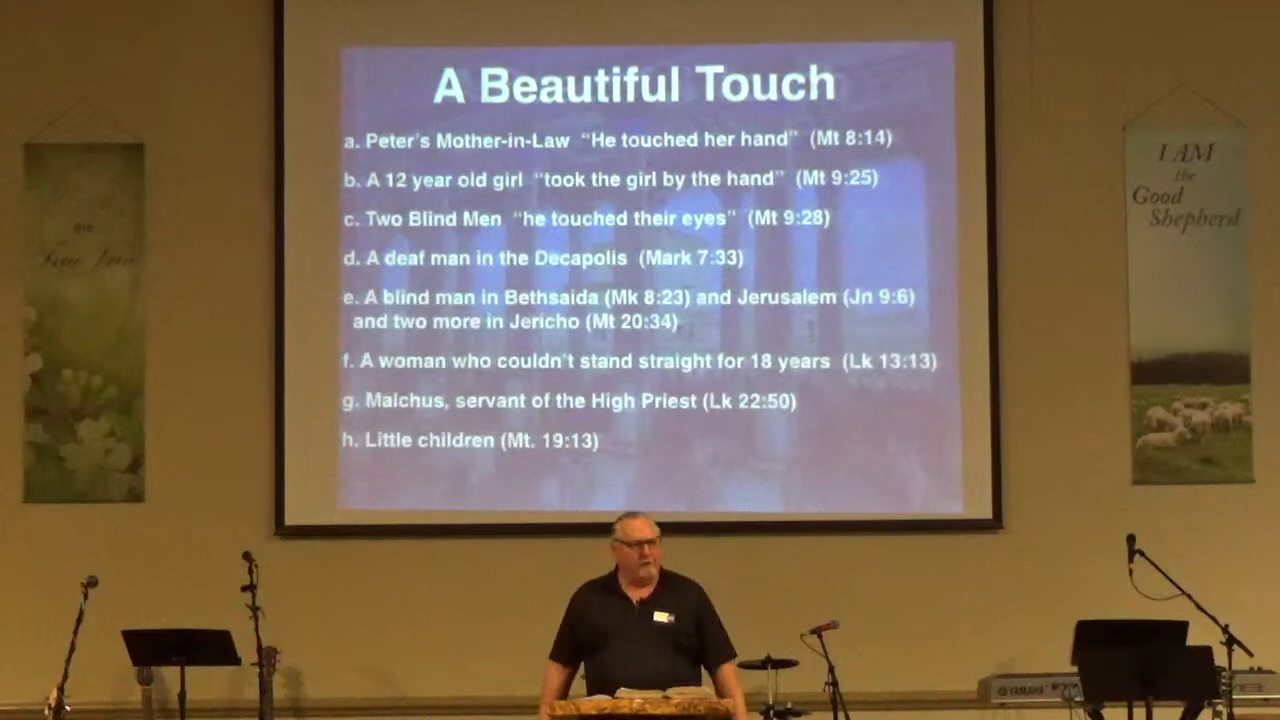 A Beautiful Touch
a. Peter's Mother-in-Law "He touched her hand" (Mt 8:14)
b. A 12 year old girl "took the girl by the hand" (Mt 9:25)
c. Two Blind Men "he touched their eyes" (Mt 9:28)
d. A deaf man in the Decapolis (Mark 7:33)
e. A blind man in Bethsaida (Mk 8:23) and Jerusalem (Jn 9:6)
and two more in Jericho (Mt 20:34)
f. A woman who couldn't stand straight for 18 years (Lk 13:13)
g. Malchus, servant of the High Priest (Lk 22:50)
h. Little children (Mt. 19:13)
the
I AM
the
Good
Shepherd
YAMAHA